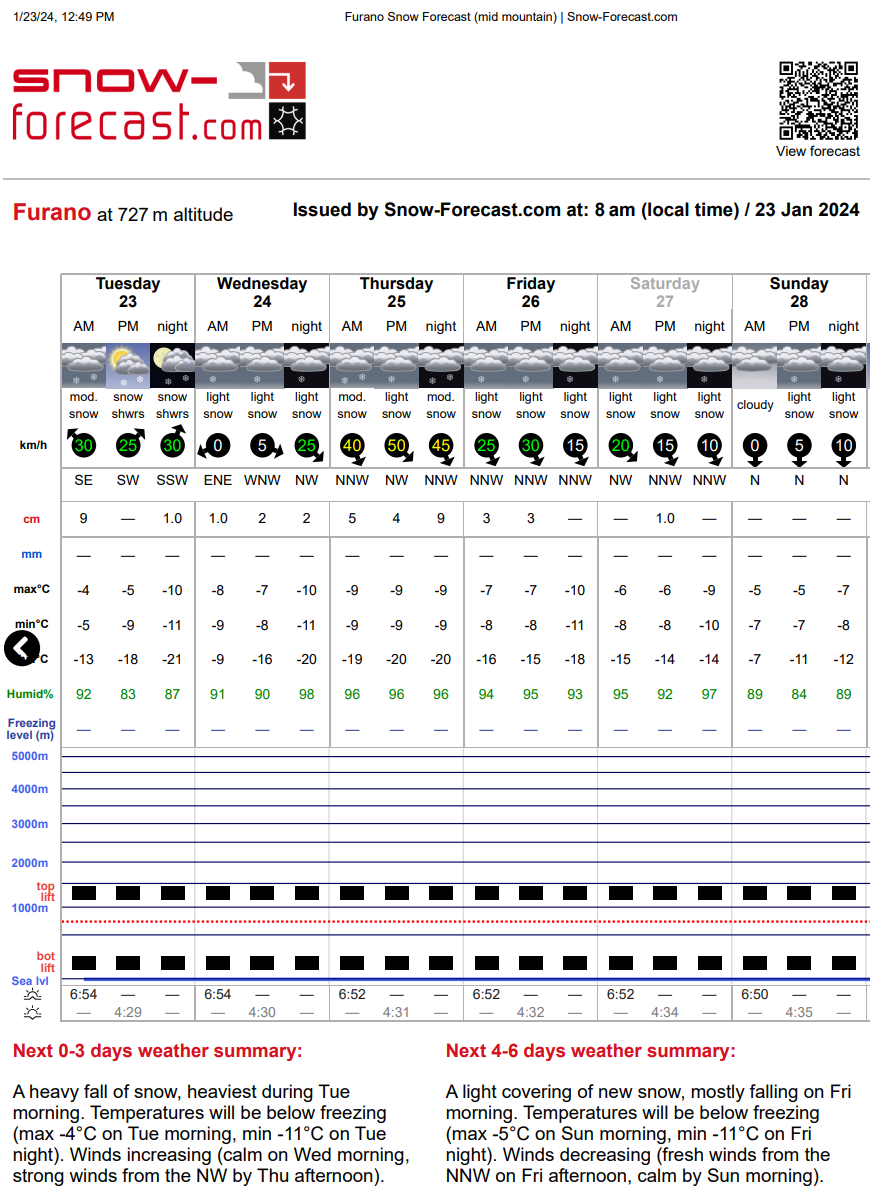 1/23/24, 12:49 PM Furano Snow Forecast (mid mountain) | Snow-Forecast.com
snow-
forecast.com
View forecast
Furano at 727 m altitude Issued by Snow-Forecast.com at: 8 am (local time) / 23 Jan 2024
Tuesday Wednesday Thursday Friday Saturday Sunday
23 24 25 26 27 28
AM PM night AM PM night AM PM night AM PM night AM PM night AM PM night
mod. snow snow light light light mod. light mod. light light light light light light cloudy light light
snow shwrs shwrs snow snow snow snow snow snow snow snow snow snow snow snow snow snow
km/h 30 25 30 0 5 25 40 50 45 25 30 15 20 15 10 0 5 10
SE SW SSW ENE WNW NW NNW NW NNW NNW NNW NNW NW NNW NNW N N N
cm 9 — 1.0 1.0 2 2 5 4 9 3 3 — — 1.0 — — — —
mm — — — — — — — — — — — — — — — — — —
max°C -4 -5 -10 -8 -7 -10 -9 -9 -9 -7 -7 -10 -6 -6 -9 -5 -5 -7
min°C -5 -9 -11 -9 -8 -11 -9 -9 -9 -8 -8 -11 -8 -8 -10 -7 -7 -8
°C -13 -18 -21 -9 -16 -20 -19 -20 -20 -16 -15 -18 -15 -14 -14 -7 -11 -12
Humid% 92 83 87 91 90 98 96 96 96 94 95 93 95 92 97 89 84 89
Freezing
level (m) — — — — — — — — — — — — — — — — — —
5000m
4000m
3000m
2000m
top
lift
1000m
bot
lift
Sea lvl
6:54 — — 6:54 — — 6:52 — — 6:52 — — 6:52 — — 6:50 — —
— 4:29 — — 4:30 — — 4:31 — — 4:32 — — 4:34 — — 4:35 —
Next 0-3 days weather summary:
A heavy fall of snow, heaviest during Tue
morning. Temperatures will be below freezing
(max -4°C on Tue morning, min -11°C on Tue
night). Winds increasing (calm on Wed morning,
strong winds from the NW by Thu afternoon).
Next 4-6 days weather summary:
A light covering of new snow, mostly falling on Fri
morning. Temperatures will be below freezing
(max -5°C on Sun morning, min -11°C on Fri
night). Winds decreasing (fresh winds from the
NNW on Fri afternoon, calm by Sun morning).